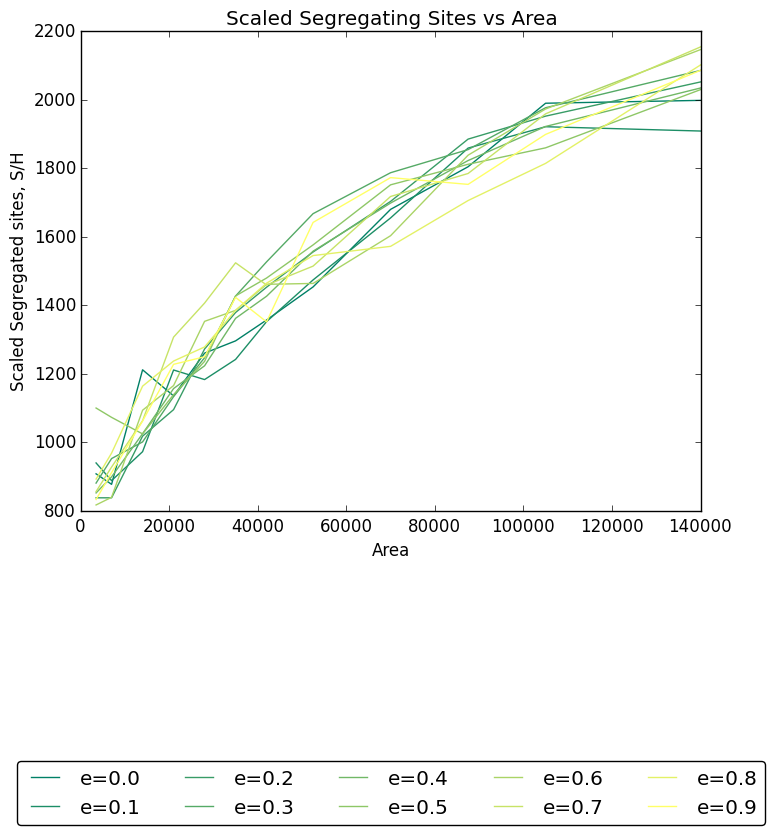 Scaled Segregating Sites vs Area
Scaled Segregated sites, S/H
2200
2000
1800
1600
1400
1200
1000
800
0 20000 40000 60000 80000 100000 120000 140000
Area
e=0.0 e=0.2 e=0.4 e=0.6 e=0.8
e=0.1 e=0.3 e=0.5 e=0.7 e=0.9